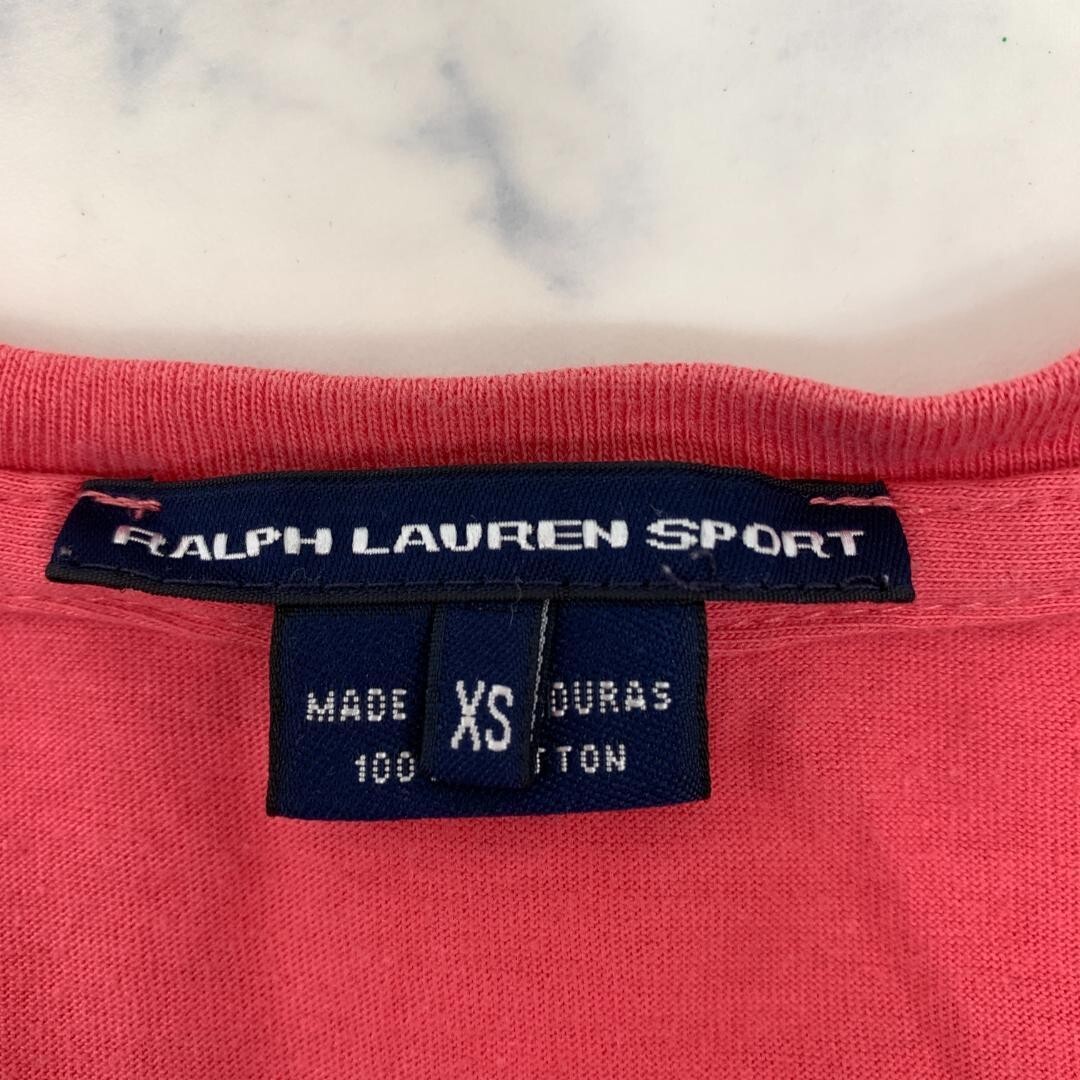 RALPH LAUREN SPORT
MADE OURAS
XS
100 TTON